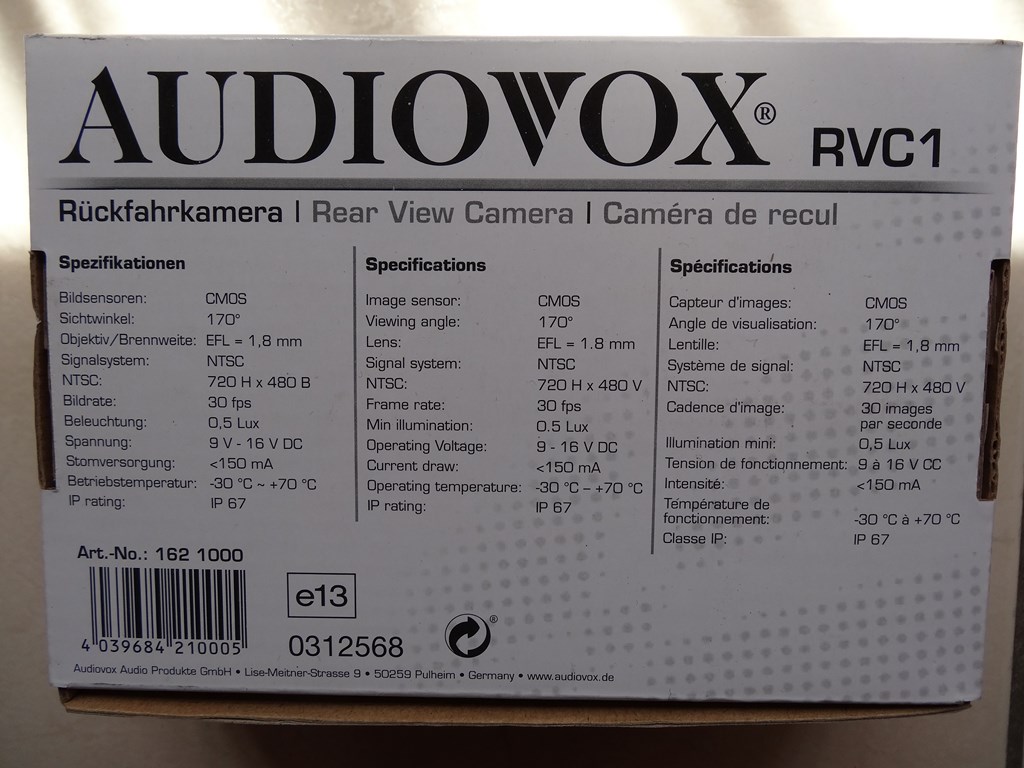 AUDIOVOX® RVC1
Rückfahrkamera | Rear View Camera | Caméra de recul
Spezifikationen
Bildsensoren: CMOS
Sichtwinkel: 170°
Objektiv/Brennweite: EFL = 1,8 mm
Signalsystem: NTSC
NTSC: 720 H x 480 B
Bildrate: 30 fps
Beleuchtung: 0,5 Lux
Spannung: 9 V - 16 V DC
Stomversorgung: <150 mA
Betriebstemperatur: -30 °C ~ +70 °C
IP rating: IP 67
Specifications
Image sensor: CMOS
Viewing angle: 170°
Lens: EFL = 1.8 mm
Signal system: NTSC
NTSC: 720 H x 480 V
Frame rate: 30 fps
Min illumination: 0.5 Lux
Operating Voltage: 9 - 16 V DC
Current draw: <150 mA
Operating temperature: -30 °C – +70 °C
IP rating: IP 67
Spécifications
Capteur d'images: CMOS
Angle de visualisation: 170°
Lentille: EFL = 1,8 mm
Système de signal: NTSC
NTSC: 720 H x 480 V
Cadence d'image: 30 images
par seconde
Illumination mini: 0,5 Lux
Tension de fonctionnement: 9 à 16 V CC
Intensité: <150 mA
Température de
fonctionnement: -30 °C à +70 °C
Classe IP: IP 67
Art.-No.: 162 1000
4 039684 210005
e13
0312568
®
Audiovox Audio Produkte GmbH • Lise-Meitner-Strasse 9 • 50259 Pulheim • Germany • www.audiovox.de